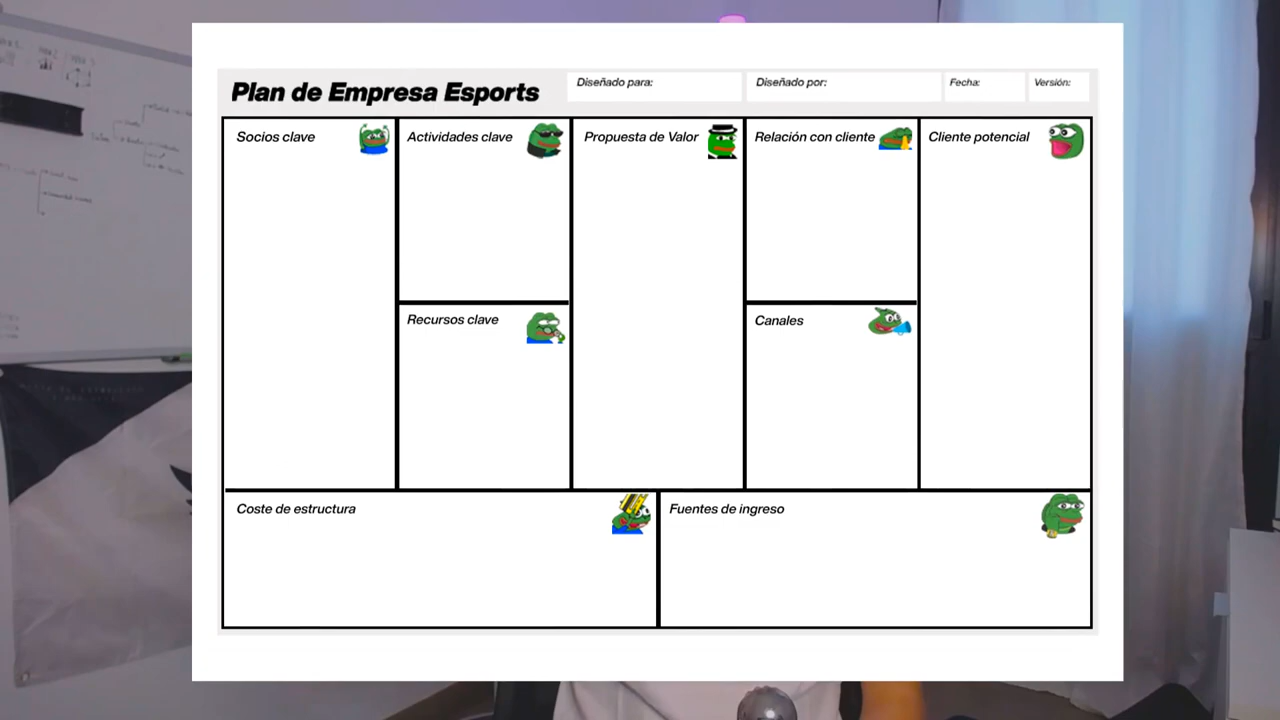 Plan de Empresa Esports
Diseñado para:
Diseñado por:
Fecha:
Versión:
Socios clave
Actividades clave
Propuesta de Valor
Relación con cliente
Cliente potencial
Recursos clave
Canales
Coste de estructura
Fuentes de ingreso